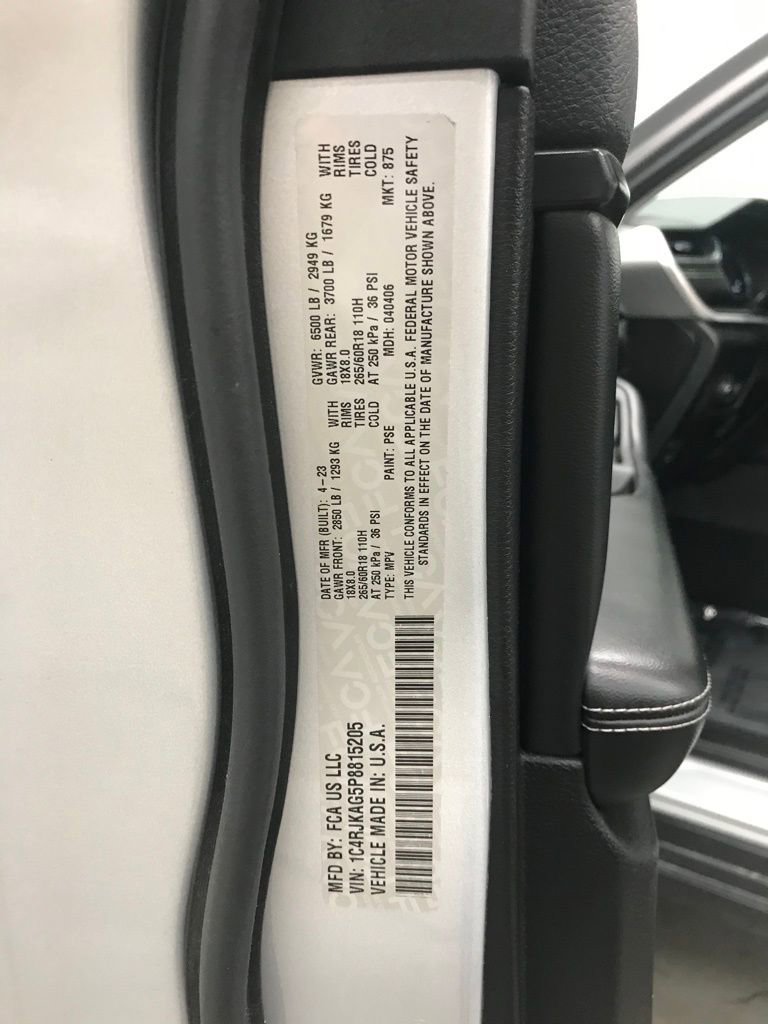 MFD BY: FCA US LLC
VIN: 1C4RJKAG5P8815205
VEHICLE MADE IN: U.S.A.
DATE OF MFR (BUILT): 4-23 GVWR: 6500 LB / 2949 KG
GAWR FRONT: 2850 LB / 1293 KG WITH GAWR REAR: 3700 LB / 1679 KG WITH
18X8.0 RIMS 18X8.0 RIMS
265/60R18 110H TIRES 265/60R18 110H TIRES
AT 250 kPa / 36 PSI COLD AT 250 kPa / 36 PSI COLD
TYPE: MPV PAINT: PSE MDH: 040406 MKT: 875
THIS VEHICLE CONFORMS TO ALL APPLICABLE U.S.A. FEDERAL MOTOR VEHICLE SAFETY
STANDARDS IN EFFECT ON THE DATE OF MANUFACTURE SHOWN ABOVE.